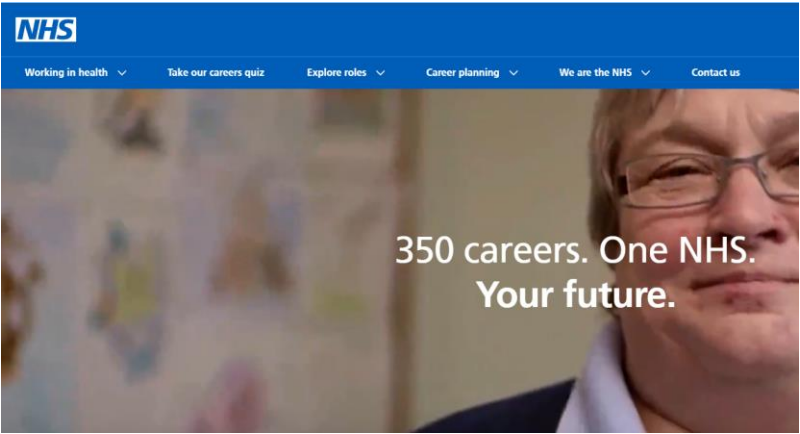 NHS
Working in health
Take our careers quiz
Explore roles
Career planning
We are the NHS
Contact us
350 careers. One NHS.
Your future.